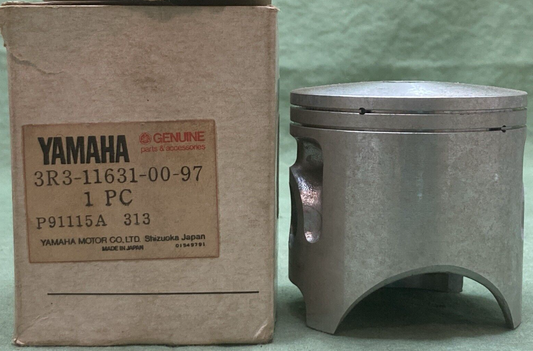 YAMAHA
GENUINE
parts & accessories
3R3-11631-00-97
1 PC
P91115A 313
YAMAHA MOTOR CO., LTD. Shizuoka Japan
MADE IN JAPAN